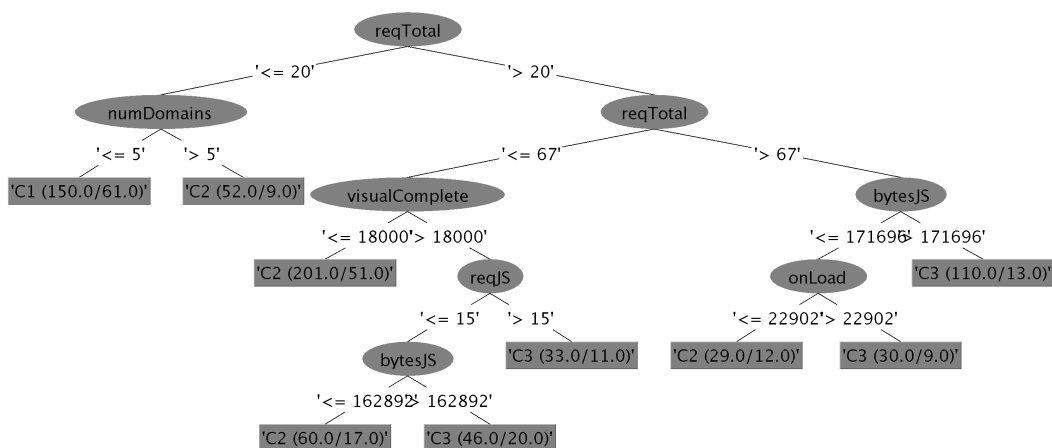 reqTotal
'<= 20' '> 20'
numDomains reqTotal
'<= 5' '> 5' '<= 67' '> 67'
'C1 (150.0/61.0)' 'C2 (52.0/9.0)' visualComplete bytesJS
'<= 18000' '> 18000' '<= 171696' '> 171696'
'C2 (201.0/51.0)' reqJS onLoad 'C3 (110.0/13.0)'
'<= 15' '> 15' '<= 22902' '> 22902'
bytesJS 'C3 (33.0/11.0)' 'C2 (29.0/12.0)' 'C3 (30.0/9.0)'
'<= 162892' '> 162892'
'C2 (60.0/17.0)' 'C3 (46.0/20.0)'